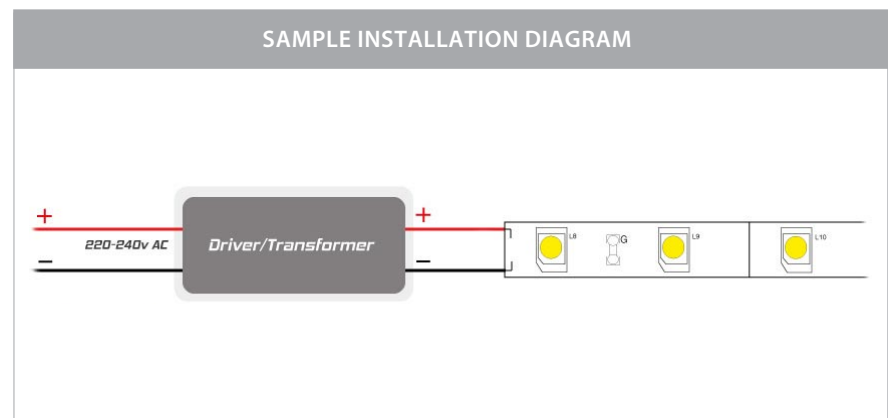 SAMPLE INSTALLATION DIAGRAM
+
220-240v AC
–
Driver/Transformer
+
–
L8
G
L9
L10